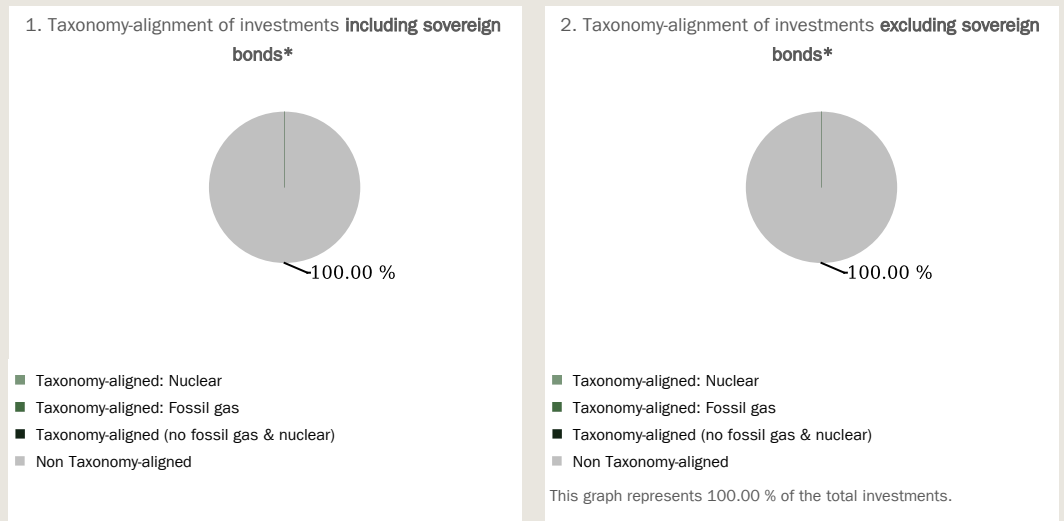 1. Taxonomy-alignment of investments including sovereign
bonds*
100.00 %
Taxonomy-aligned: Nuclear
Taxonomy-aligned: Fossil gas
Taxonomy-aligned (no fossil gas & nuclear)
Non Taxonomy-aligned
2. Taxonomy-alignment of investments excluding sovereign
bonds*
100.00 %
Taxonomy-aligned: Nuclear
Taxonomy-aligned: Fossil gas
Taxonomy-aligned (no fossil gas & nuclear)
Non Taxonomy-aligned
This graph represents 100.00 % of the total investments.